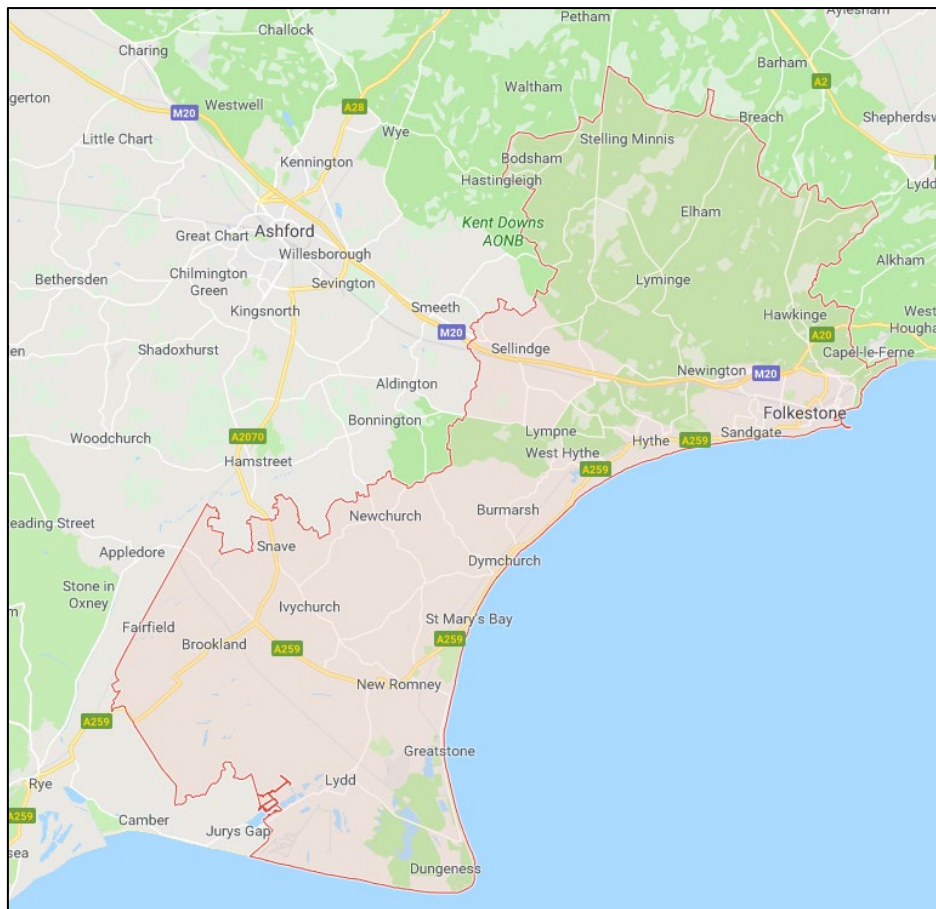 Petham
Aylesham
Challock
Charing
Barham
A2
Waltham
gerton
A28
Westwell
M20
Breach
Shepherdsw
Wye
Little Chart
Stelling Minnis
Kennington
Bodsham
Lydd
Hastingleigh
Elham
Kent Downs
AONB
Great Chart
Ashford
Willesborough
Alkham
Bethersden
Chilmington
Green
Sevington
Lyminge
Kingsnorth
Smeeth
Hawkinge
West
Hougha
M20
A20
Sellindge
den
Shadoxhurst
Capel-le-Ferne
Newington
M20
Aldington
Folkestone
Bonnington
Woodchurch
A2070
Lympne
Hythe
A259
Sandgate
West Hythe
Hamstreet
A259
Newchurch
Burmarsh
eading Street
Snave
Appledore
Dymchurch
Stone in
Oxney
Ivychurch
St Mary's Bay
Fairfield
Brookland
A259
A259
New Romney
A259
Greatstone
Rye
Lydd
A259
Camber
Jurys Gap
sea
Dungeness